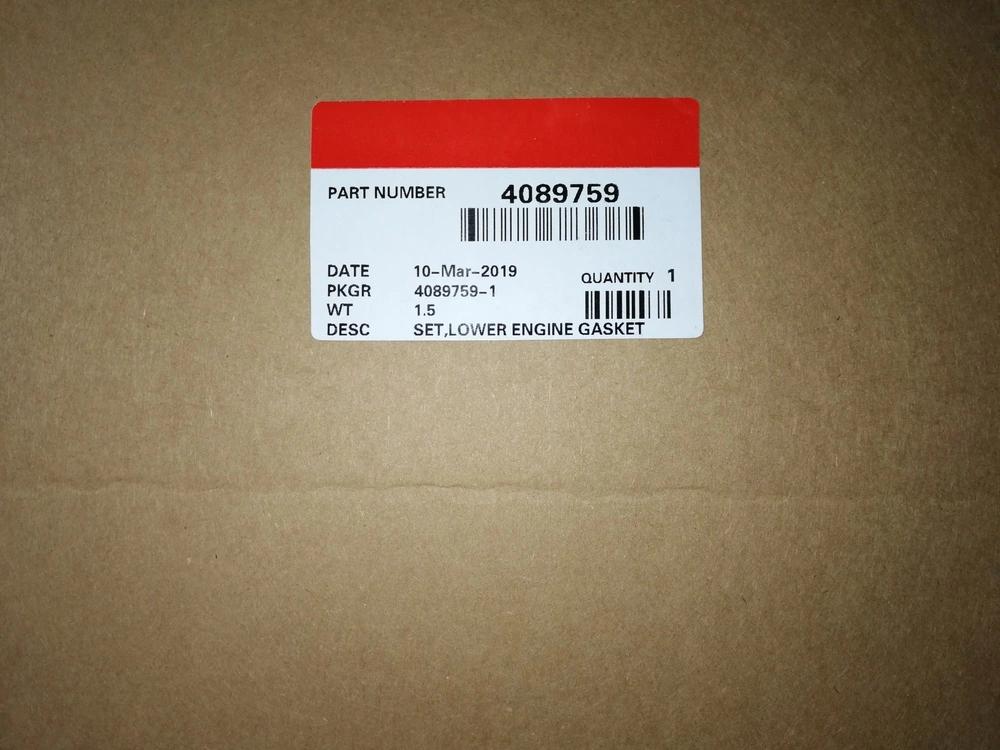 PART NUMBER 4089759
DATE 10-Mar-2019
QUANTITY 1
PKGR 4089759-1
WT 1.5
DESC SET,LOWER ENGINE GASKET